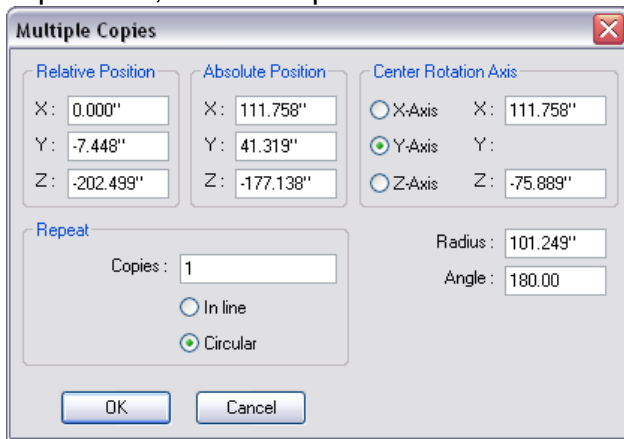 Multiple Copies
Relative Position
X: 0.000"
Y: -7.448"
Z: -202.499"
Absolute Position
X: 111.758"
Y: 41.319"
Z: -177.138"
Center Rotation Axis
X-Axis X: 111.758"
Y-Axis Y:
Z-Axis Z: -75.889"
Repeat
Copies: 1
In line
Circular
Radius: 101.249"
Angle: 180.00
OK Cancel